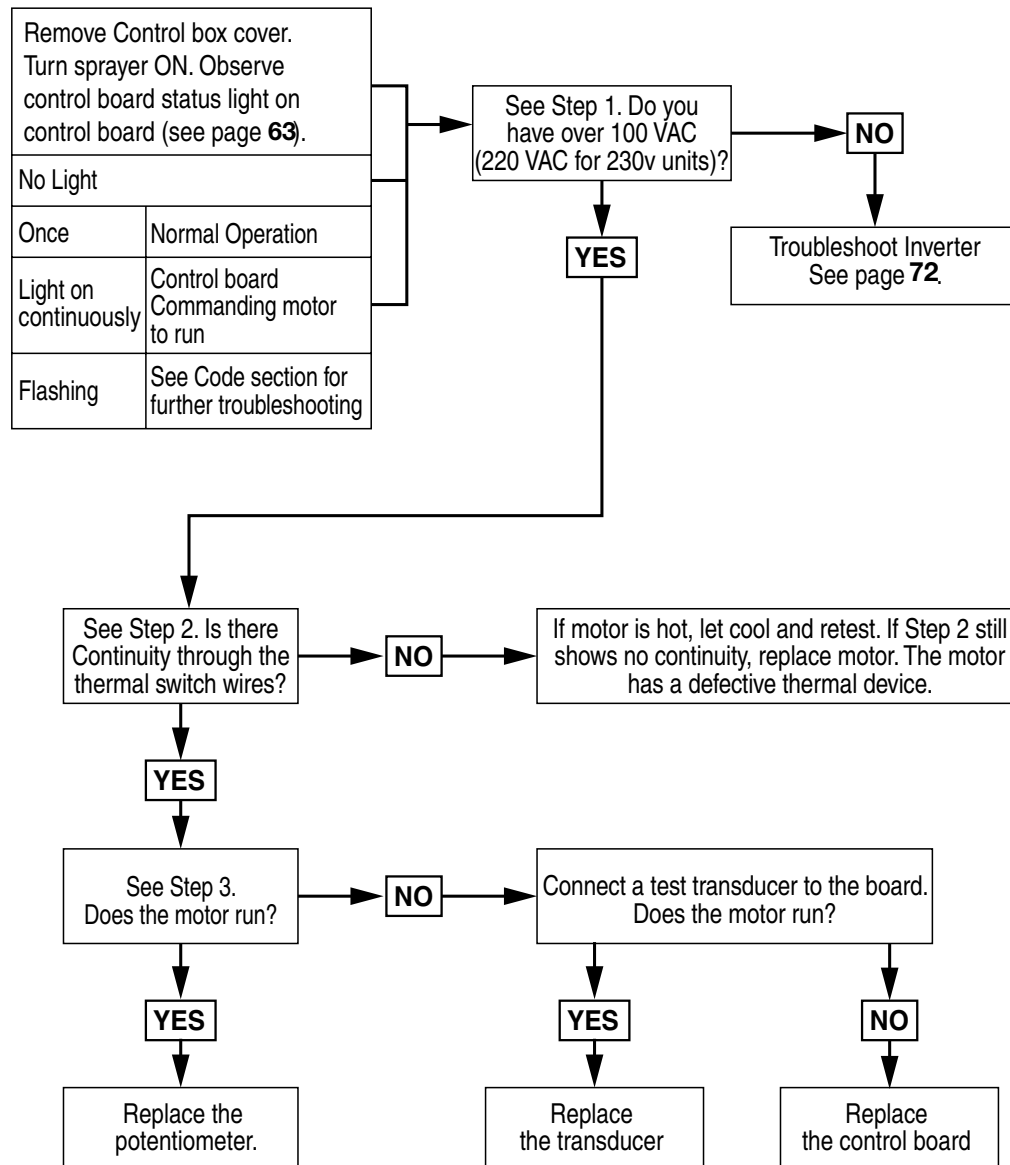 Remove Control box cover.
Turn sprayer ON. Observe
control board status light on
control board (see page 63).
No Light
Once
Normal Operation
Light on
continuously
Control board
Commanding motor
to run
Flashing
See Code section for
further troubleshooting
See Step 1. Do you
have over 100 VAC
(220 VAC for 230v units)?
NO
Troubleshoot Inverter
See page 72.
YES
See Step 2. Is there
Continuity through the
thermal switch wires?
NO
If motor is hot, let cool and retest. If Step 2 still
shows no continuity, replace motor. The motor
has a defective thermal device.
YES
See Step 3.
Does the motor run?
NO
Connect a test transducer to the board.
Does the motor run?
YES
YES
NO
Replace the
potentiometer.
Replace
the transducer
Replace
the control board